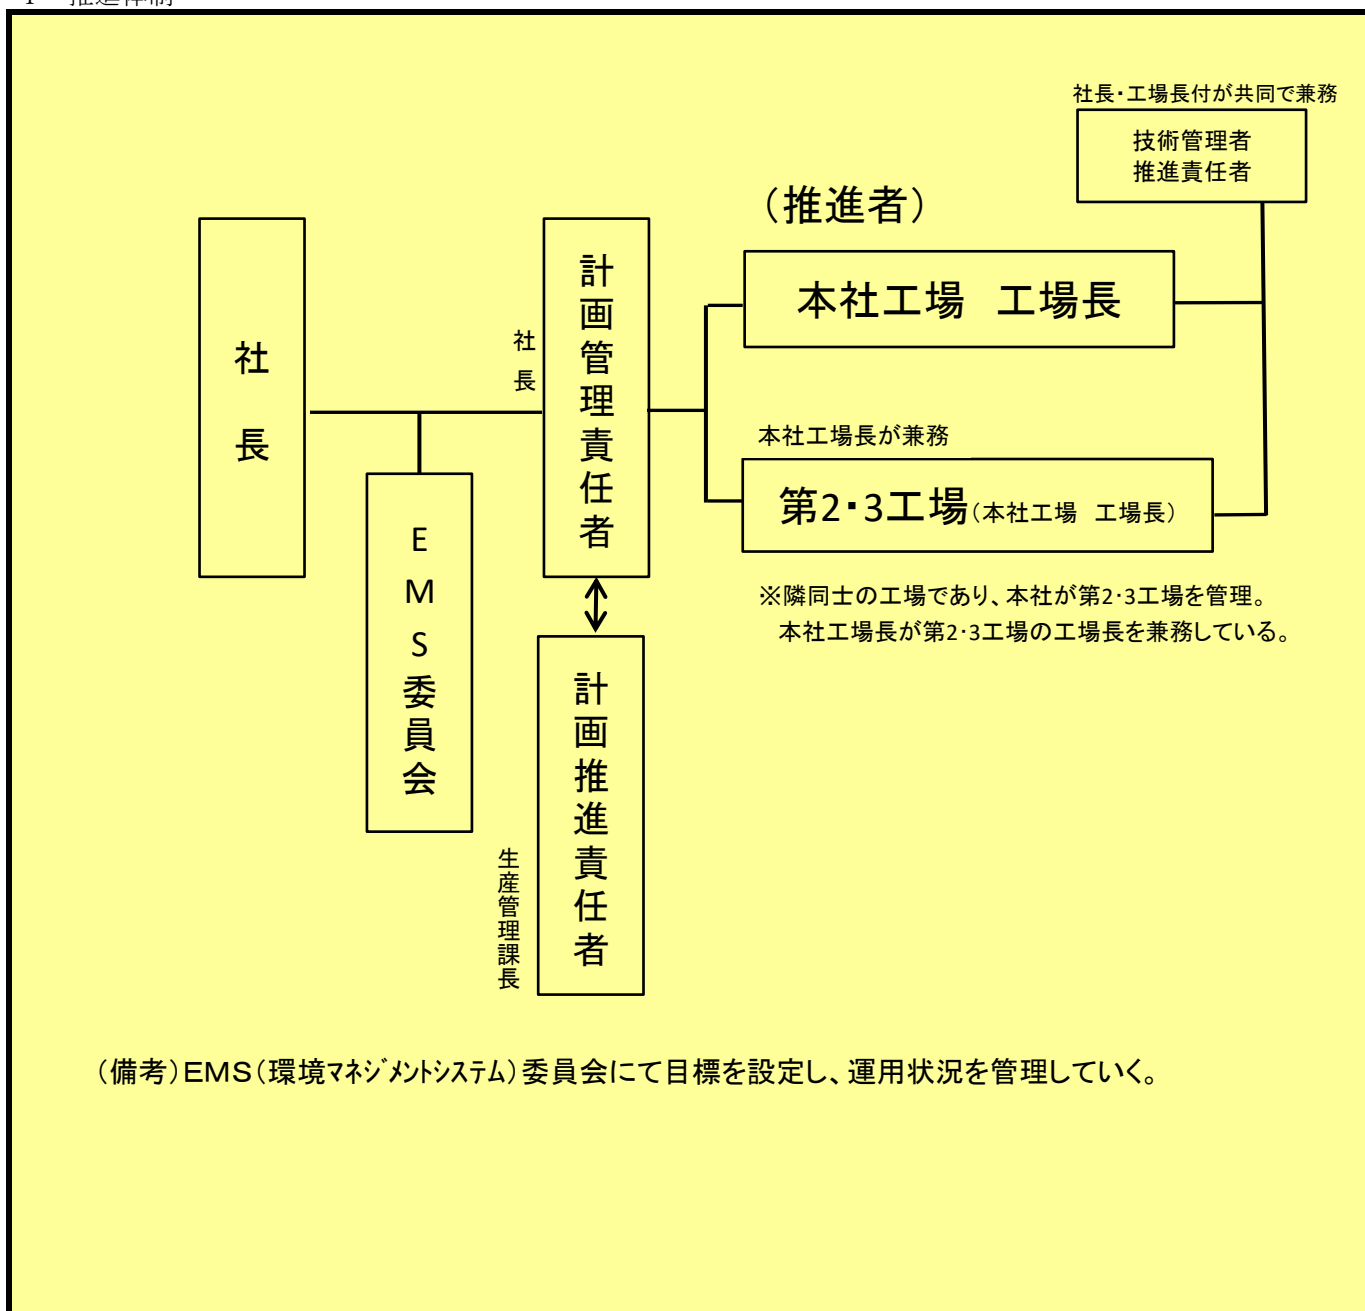 社長・工場長付が共同で兼務
技術管理者
推進責任者
（推進者）
本社工場　工場長
社長
社長
計画管理責任者
本社工場長が兼務
第2・3工場（本社工場　工場長）
EMS委員会
※隣同士の工場であり、本社が第2・3工場を管理。
本社工場長が第2・3工場の工場長を兼務している。
計画推進責任者
生産管理課長
（備考）EMS（環境ﾏﾈｼﾞﾒﾝﾄｼｽﾃﾑ）委員会にて目標を設定し、運用状況を管理していく。